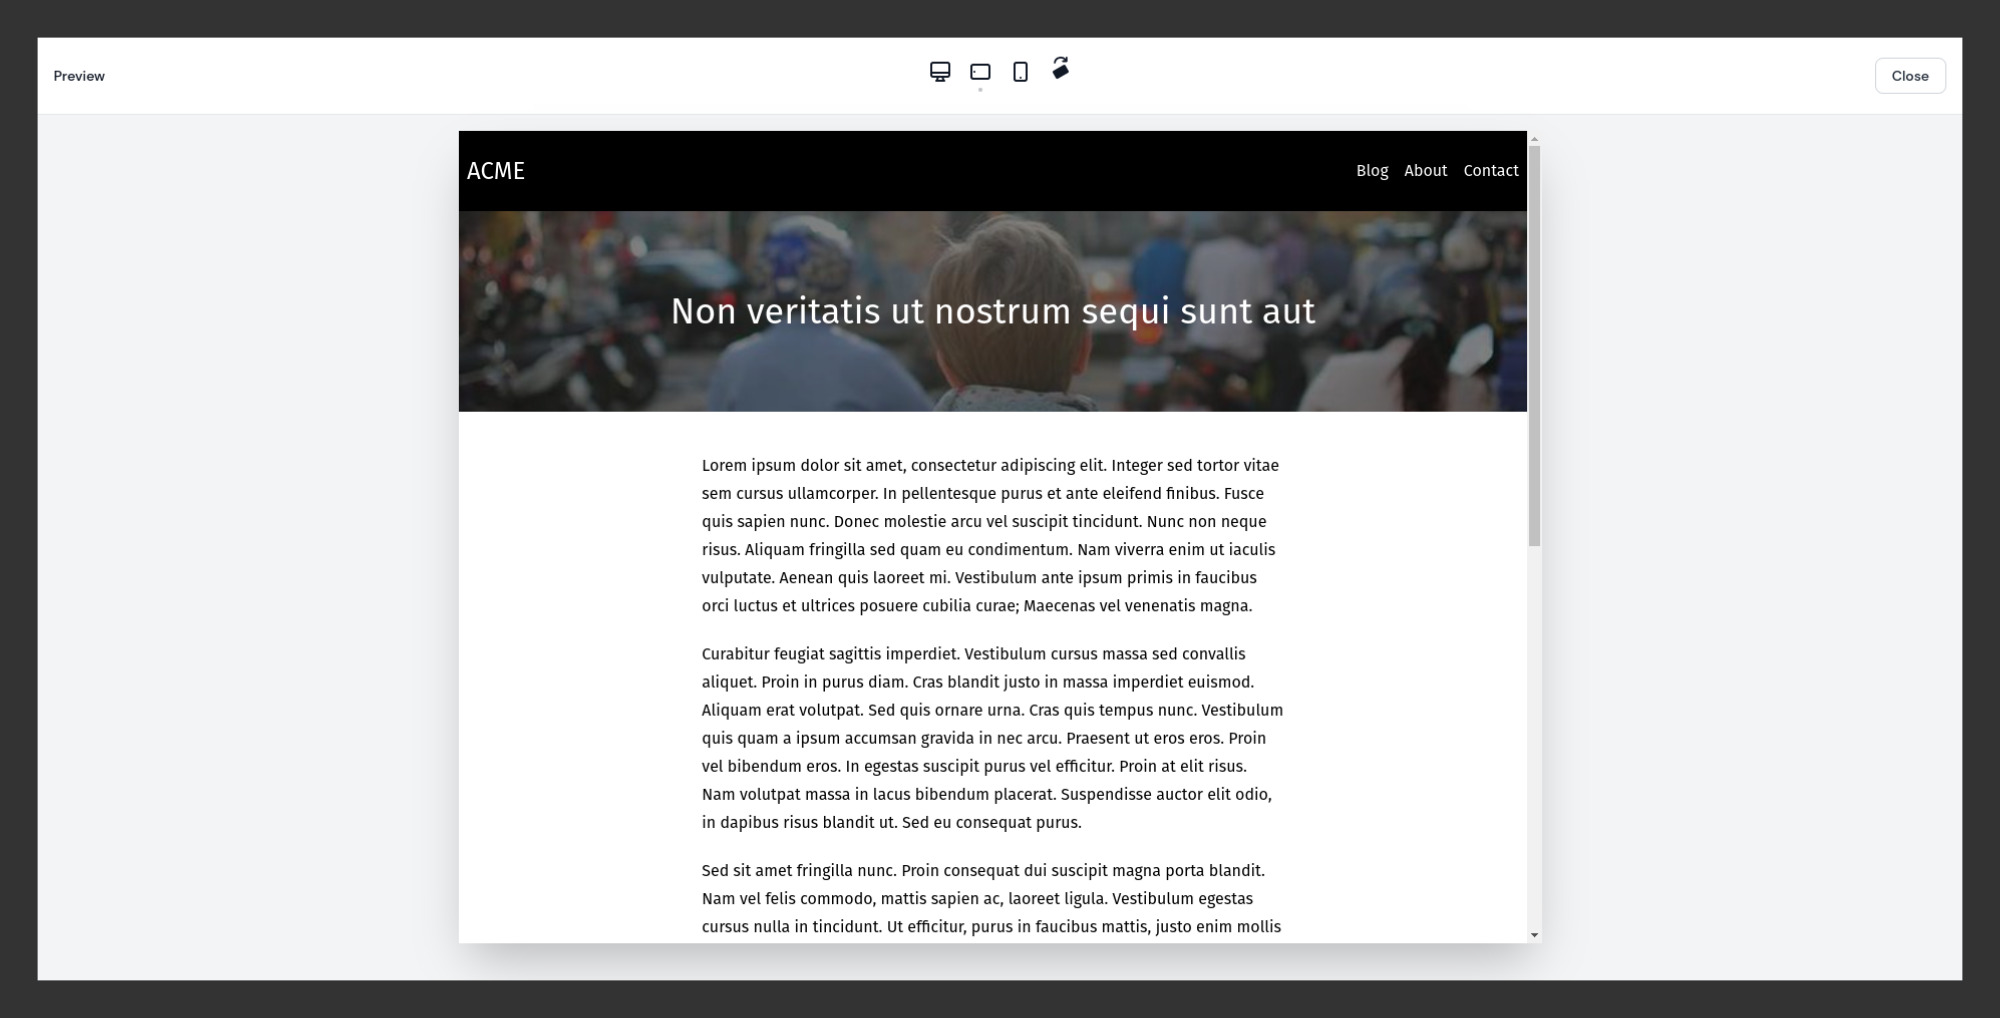 Preview
Close
ACME
Blog About Contact
Non veritatis ut nostrum sequi sunt aut
Lorem ipsum dolor sit amet, consectetur adipiscing elit. Integer sed tortor vitae
sem cursus ullamcorper. In pellentesque purus et ante eleifend finibus. Fusce
quis sapien nunc. Donec molestie arcu vel suscipit tincidunt. Nunc non neque
risus. Aliquam fringilla sed quam eu condimentum. Nam viverra enim ut iaculis
vulputate. Aenean quis laoreet mi. Vestibulum ante ipsum primis in faucibus
orci luctus et ultrices posuere cubilia curae; Maecenas vel venenatis magna.
Curabitur feugiat sagittis imperdiet. Vestibulum cursus massa sed convallis
aliquet. Proin in purus diam. Cras blandit justo in massa imperdiet euismod.
Aliquam erat volutpat. Sed quis ornare urna. Cras quis tempus nunc. Vestibulum
quis quam a ipsum accumsan gravida in nec arcu. Praesent ut eros eros. Proin
vel bibendum eros. In egestas suscipit purus vel efficitur. Proin at elit risus.
Nam volutpat massa in lacus bibendum placerat. Suspendisse auctor elit odio,
in dapibus risus blandit ut. Sed eu consequat purus.
Sed sit amet fringilla nunc. Proin consequat dui suscipit magna porta blandit.
Nam vel felis commodo, mattis sapien ac, laoreet ligula. Vestibulum egestas
cursus nulla in tincidunt. Ut efficitur, purus in faucibus mattis, justo enim mollis